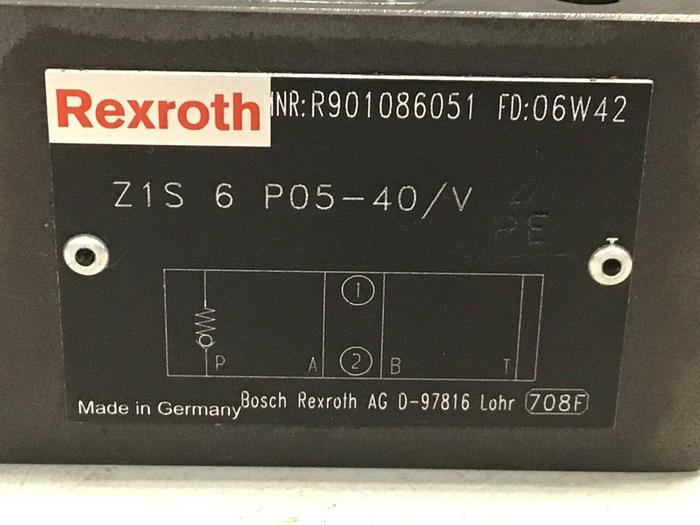 Rexroth MNR:R901086051 FD:06W42
Z1S 6 P05-40/V
RE
1
P A 2 B T
Made in Germany Bosch Rexroth AG D-97816 Lohr 708F